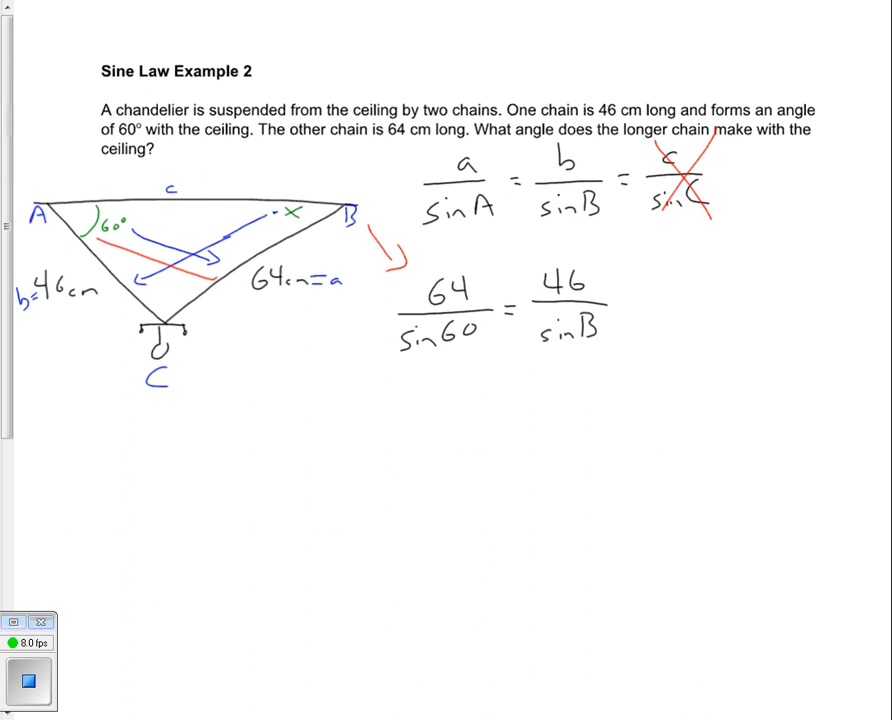 Sine Law Example 2
A chandelier is suspended from the ceiling by two chains. One chain is 46 cm long and forms an angle
of 60° with the ceiling. The other chain is 64 cm long. What angle does the longer chain make with the
ceiling?
a/sinA = b/sinB = c/sinC
c
A 60° x B
b=46cm 64cm=a
64/sin60 = 46/sinB
C
8.0 fps